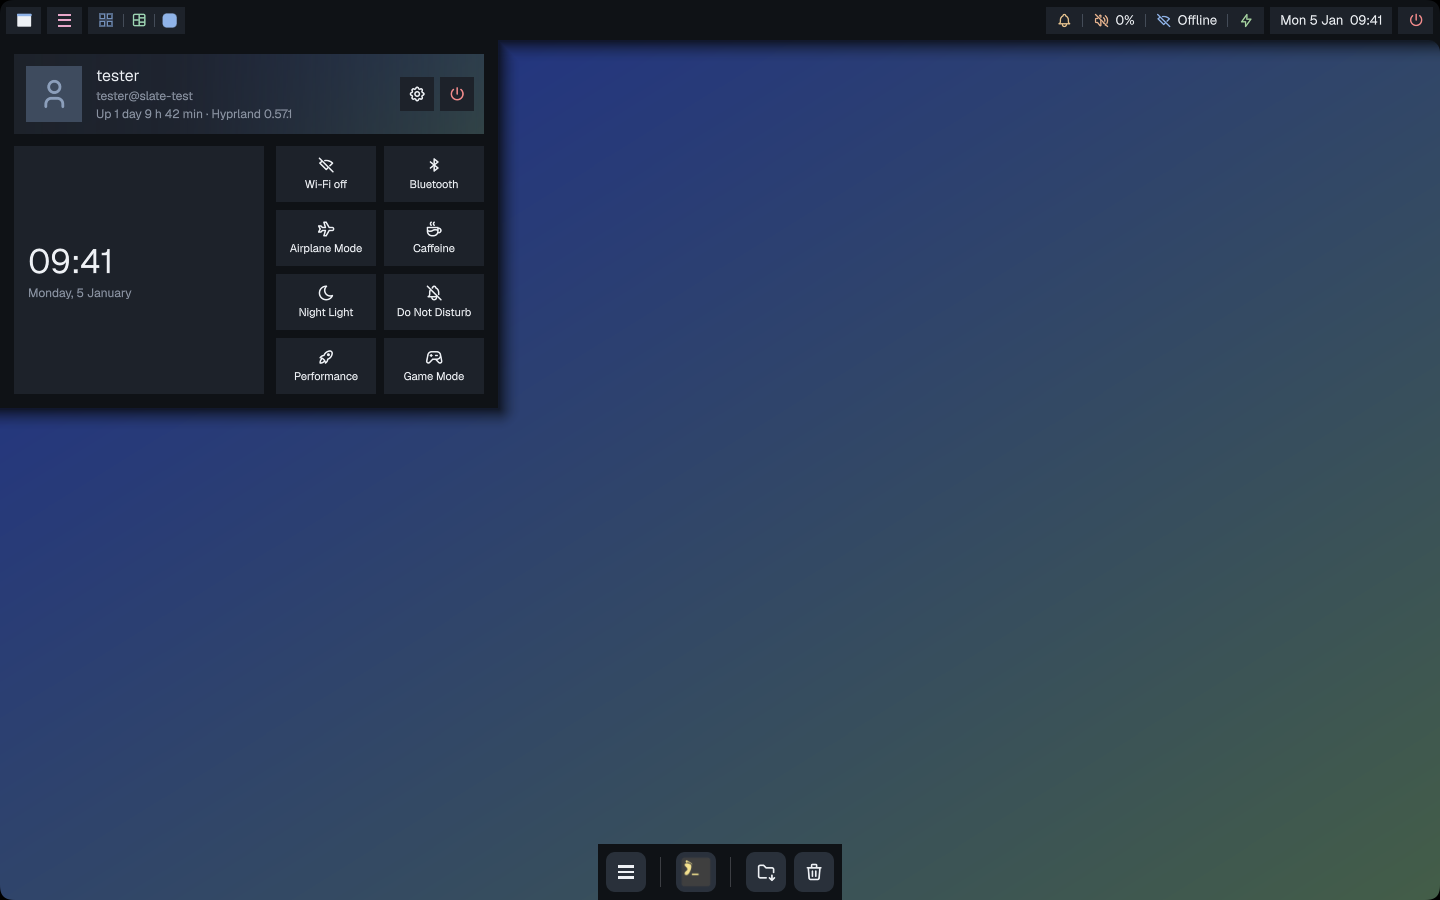 0%
Offline
Mon 5 Jan 09:41
tester
tester@slate-test
Up 1 day 9 h 42 min · Hyprland 0.57.1
09:41
Monday, 5 January
Wi-Fi off
Bluetooth
Airplane Mode
Caffeine
Night Light
Do Not Disturb
Performance
Game Mode